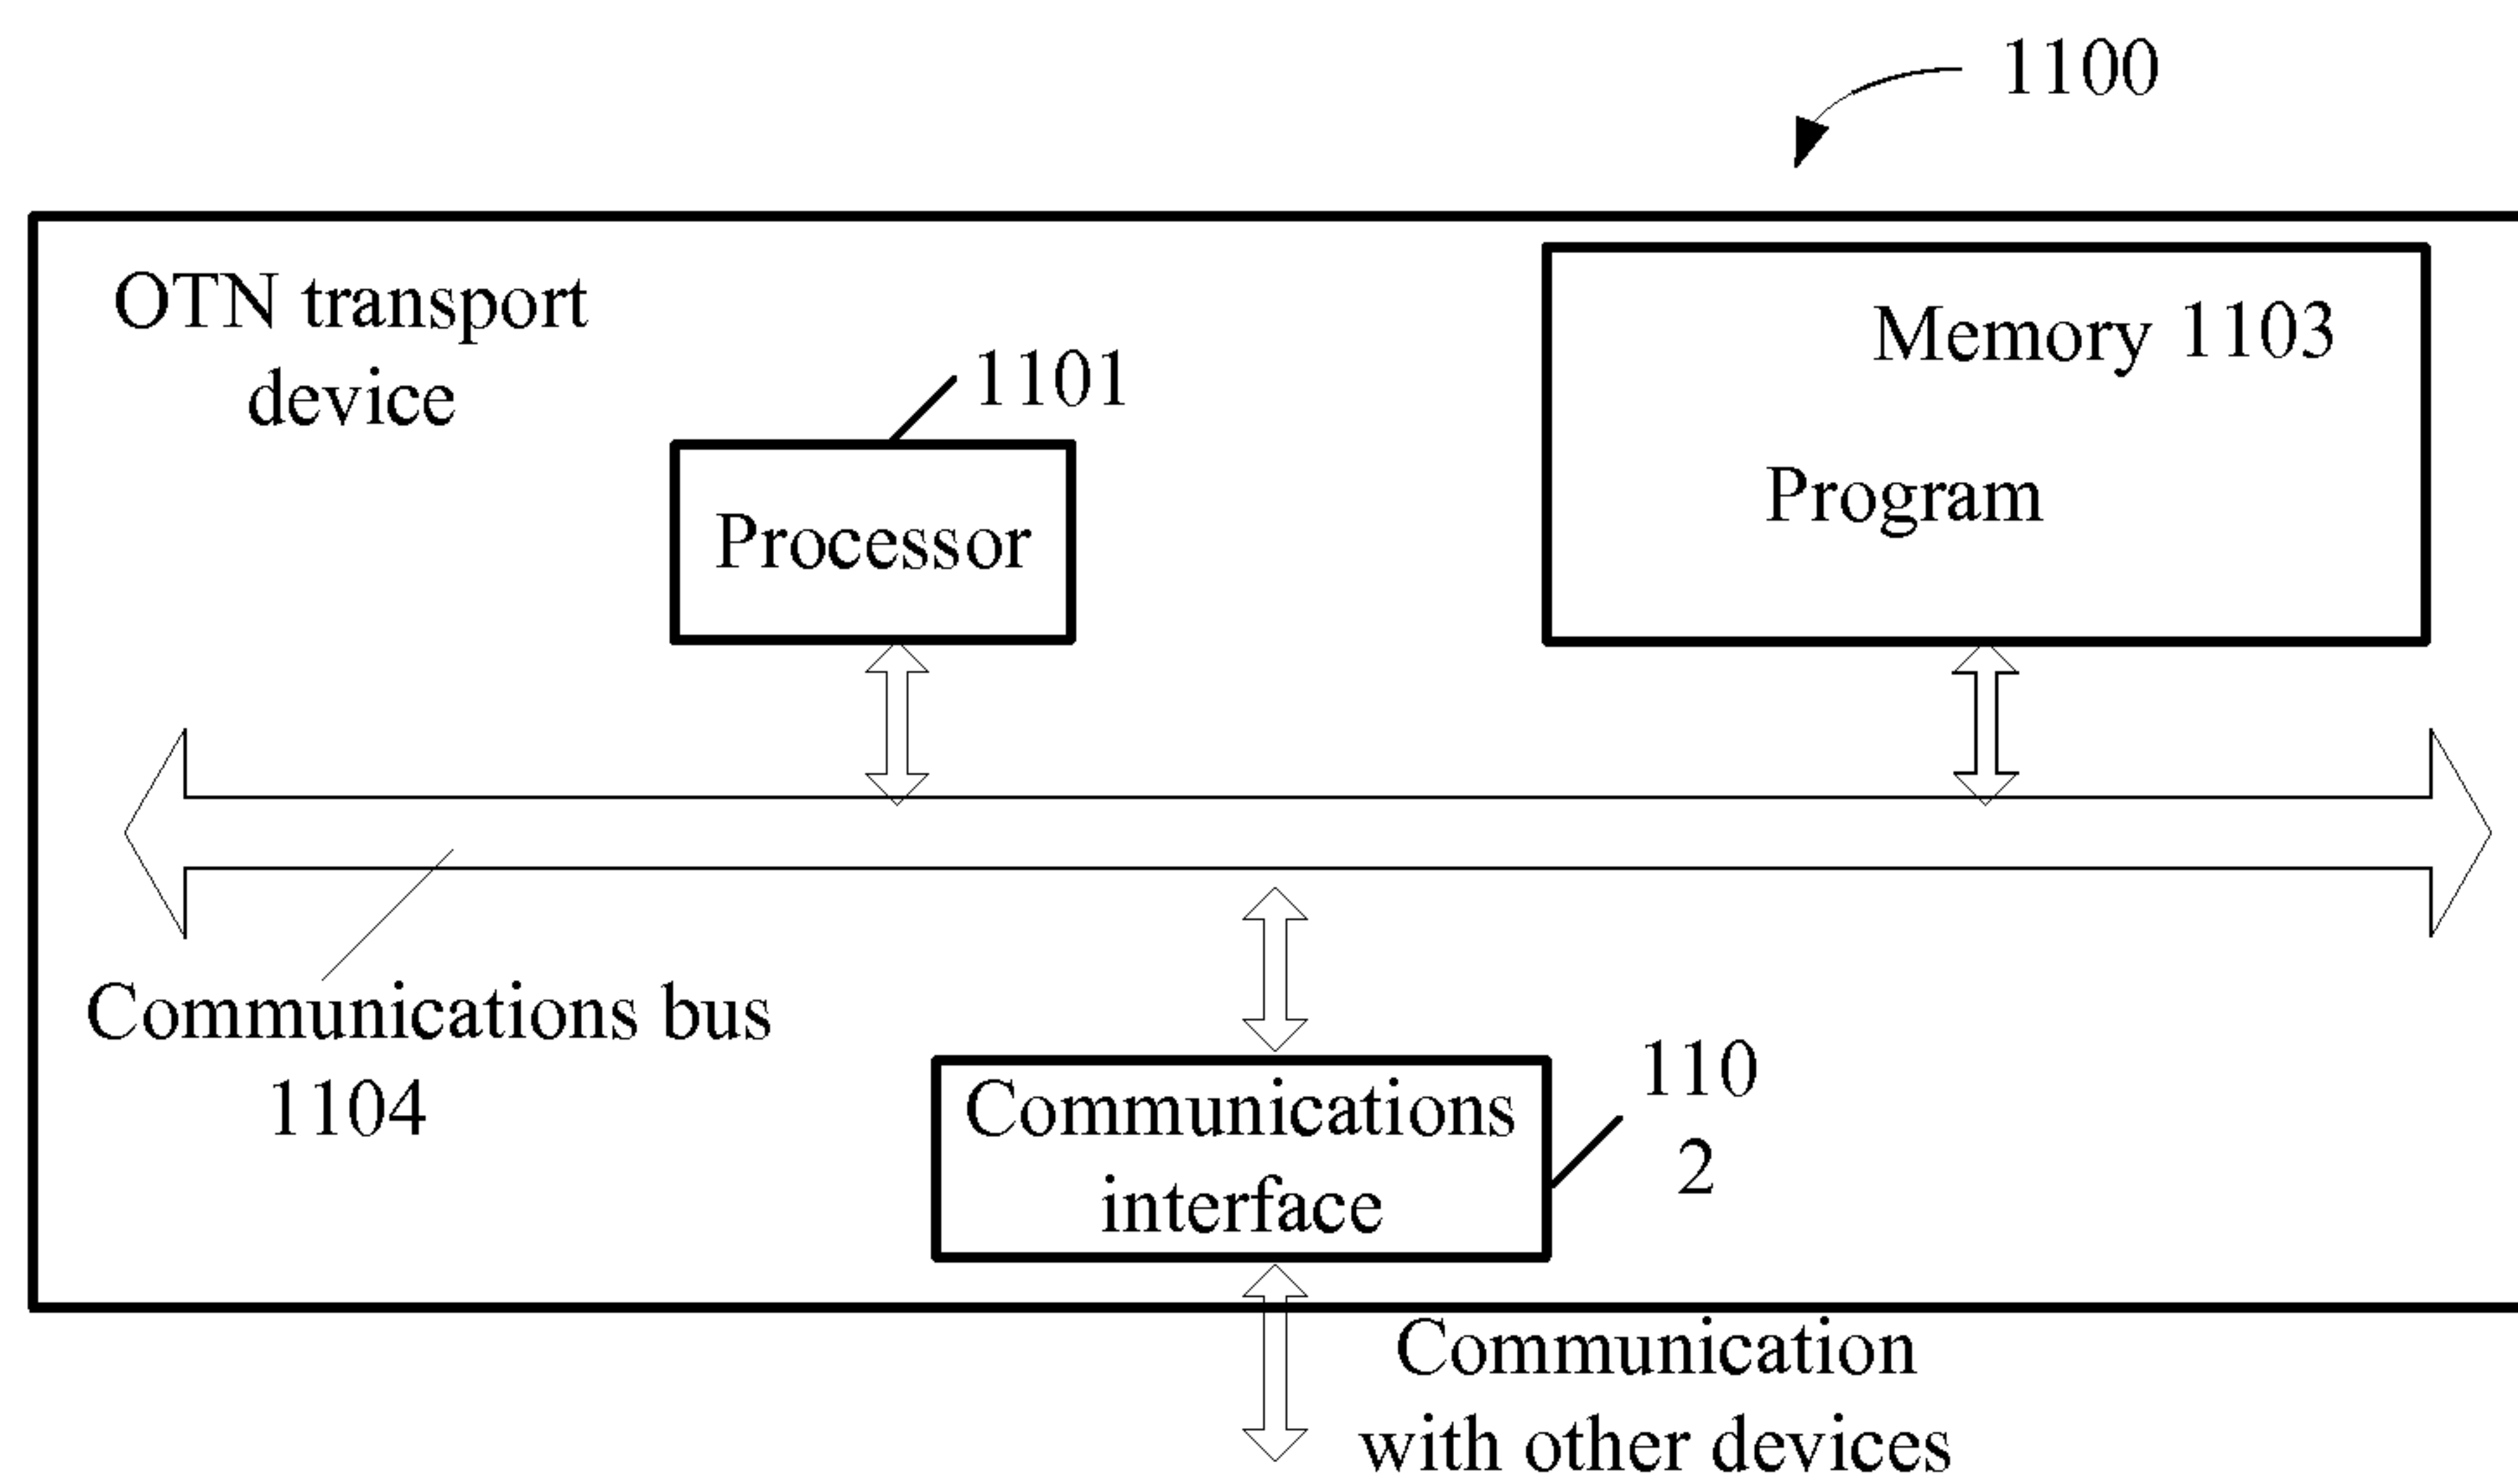 1100
OTN transport
device
Memory 1103
1101
Program
Processor
Communications bus
1104
Communications
interface
110
2
Communication
with other devices